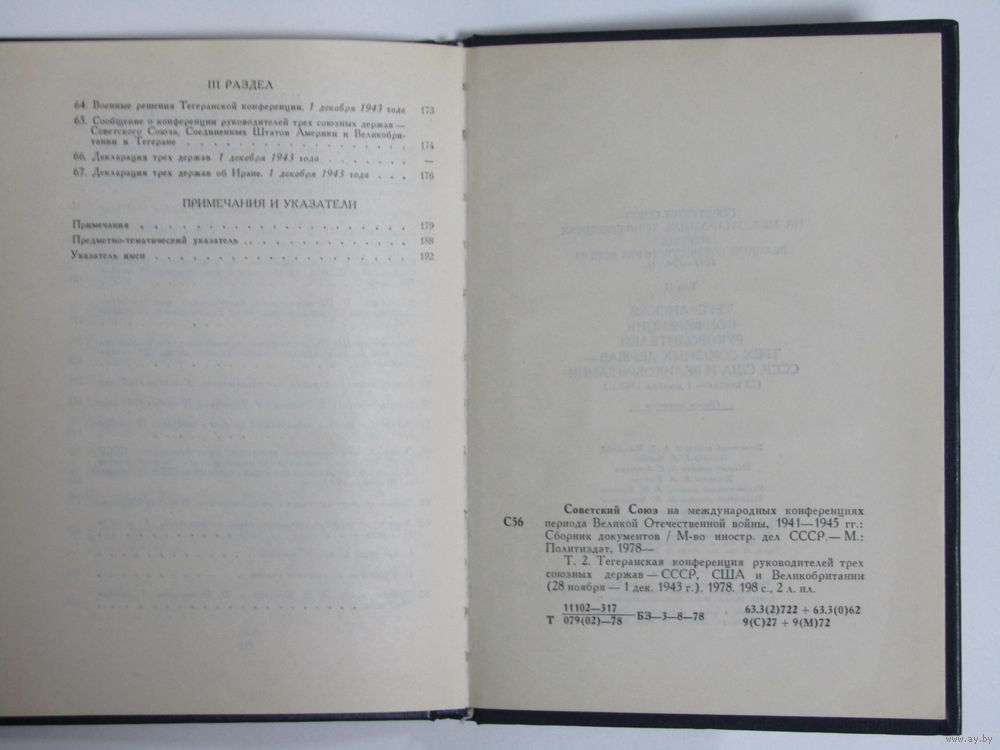 III РАЗДЕЛ
64. Военные решения Тегеранской конференции. 1 декабря 1943 года 173
65. Сообщение о конференции руководителей трех союзных держав —
Советского Союза, Соединенных Штатов Америки и Великобри-
тании в Тегеране . . . . . . . . . . . . . . . . 174
66. Декларация трех держав. 1 декабря 1943 года . . . . . . . —
67. Декларация трех держав об Иране. 1 декабря 1943 года . . . 176
ПРИМЕЧАНИЯ И УКАЗАТЕЛИ
Примечания . . . . . . . . . . . . . . . . . . . . 179
Предметно-тематический указатель . . . . . . . . . . . . 188
Указатель имен . . . . . . . . . . . . . . . . . . . 192
Советский Союз на международных конференциях
С56 периода Великой Отечественной войны, 1941—1945 гг.:
Сборник документов / М-во иностр. дел СССР.— М.:
Политиздат, 1978—
Т. 2. Тегеранская конференция руководителей трех
союзных держав — СССР, США и Великобритании
(28 ноября — 1 дек. 1943 г.), 1978. 198 с., 2 л. ил.
11102—317 63.3(2)722 + 63.3(0)62
Т 079(02)—78 БЗ—3—8—78 9(С)27 + 9(М)72
www.ay.by